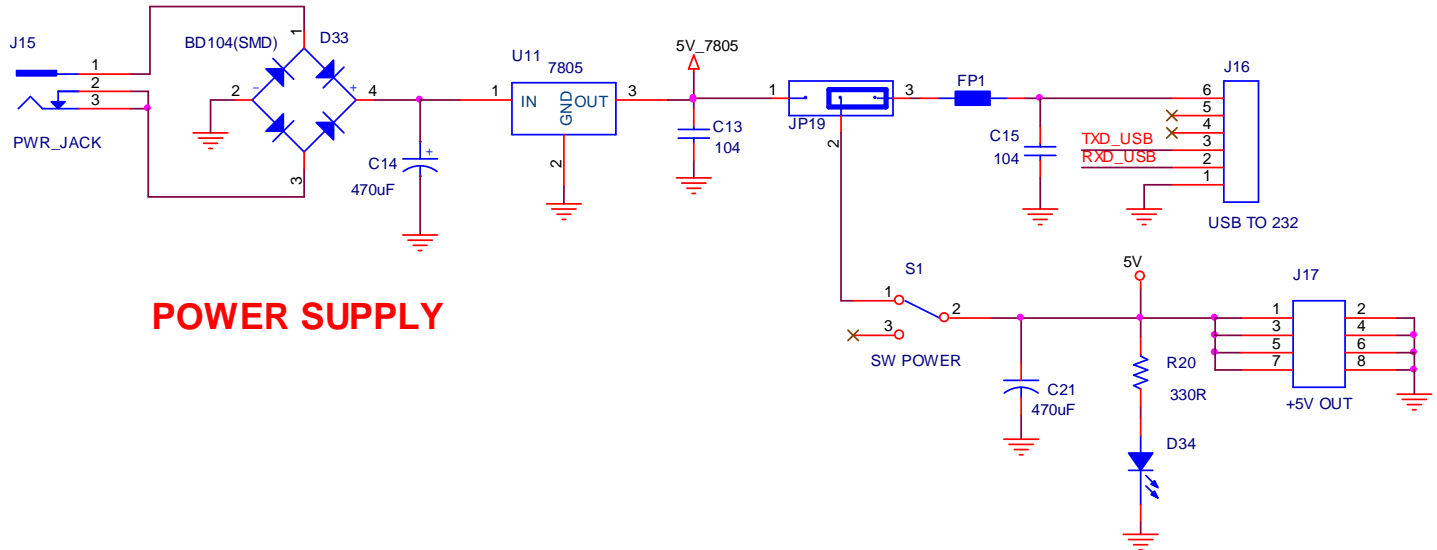 J15
1
2
3
PWR_JACK
BD104(SMD)
D33
1
2
-
+
4
3
C14
+
470uF
U11
7805
1
IN
GND
OUT
3
2
5V_7805
C13
104
1
JP19
3
2
FP1
C15
104
J16
6
5
4
TXD_USB
3
RXD_USB
2
1
USB TO 232
POWER SUPPLY
S1
1
2
3
SW POWER
C21
470uF
5V
R20
330R
D34
J17
1
2
3
4
5
6
7
8
+5V OUT